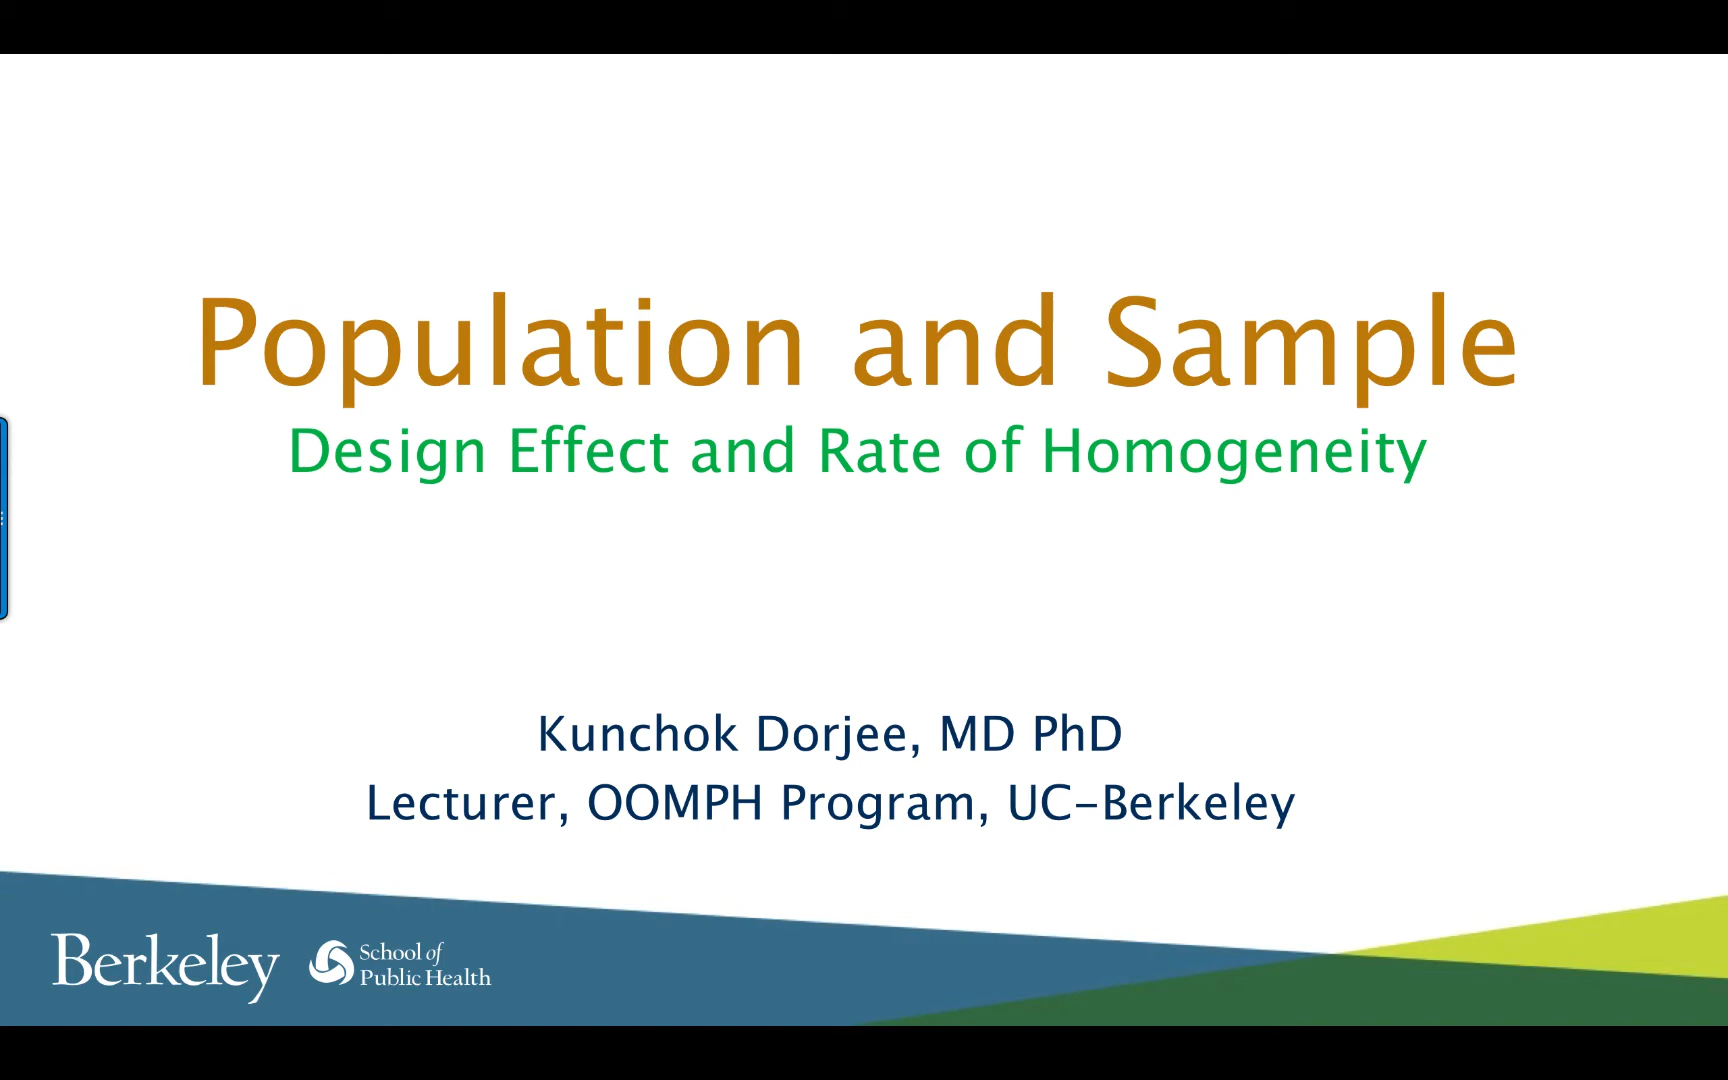 Population and Sample
Design Effect and Rate of Homogeneity
Kunchok Dorjee, MD PhD
Lecturer, OOMPH Program, UC-Berkeley
Berkeley
School of
Public Health